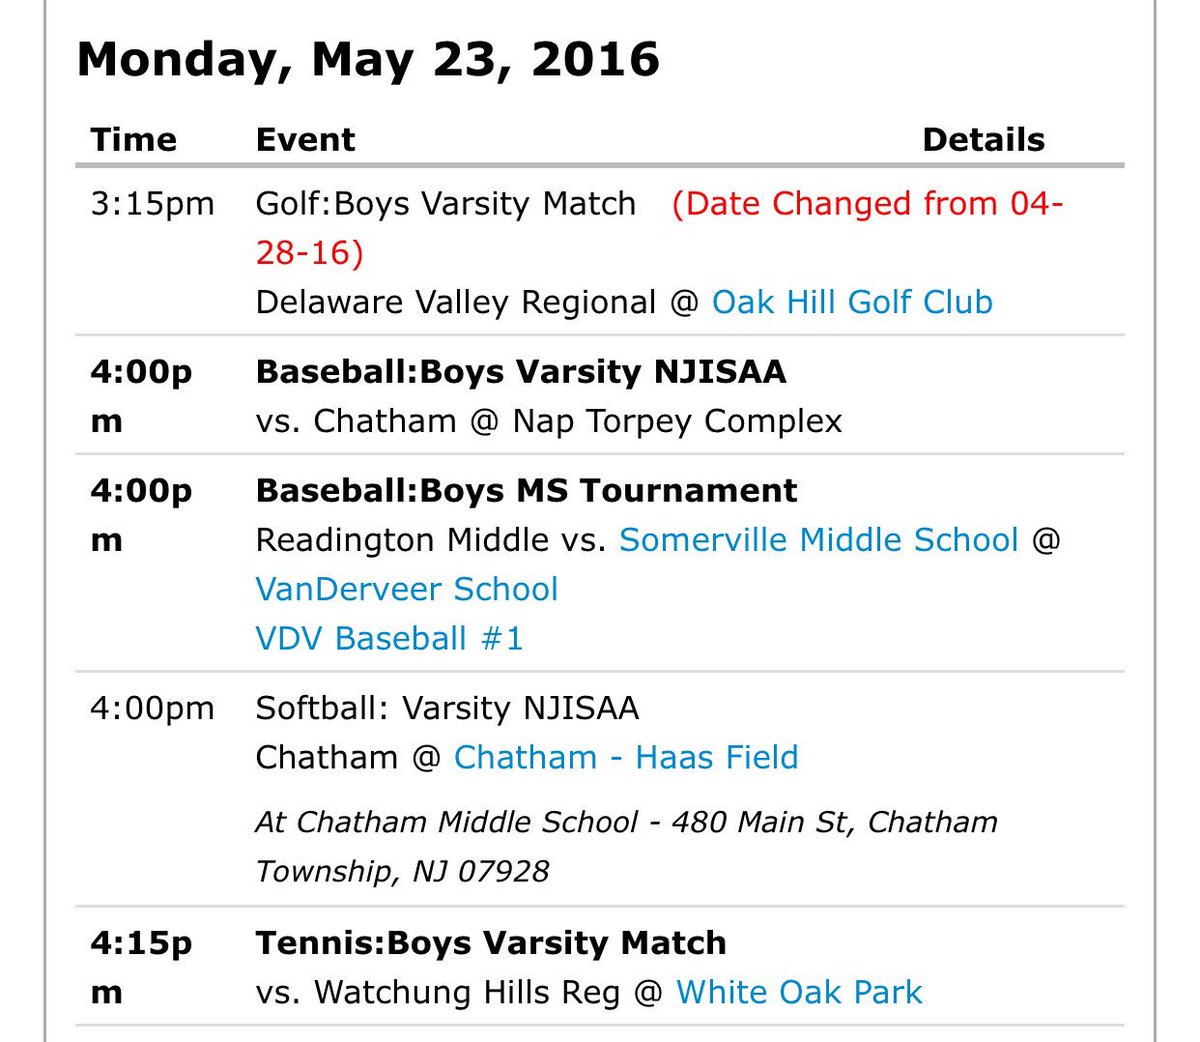 Monday, May 23, 2016
Time Event Details
3:15pm Golf:Boys Varsity Match (Date Changed from 04-
28-16)
Delaware Valley Regional @ Oak Hill Golf Club
4:00p Baseball:Boys Varsity NJISAA
m vs. Chatham @ Nap Torpey Complex
4:00p Baseball:Boys MS Tournament
m Readington Middle vs. Somerville Middle School @
VanDerveer School
VDV Baseball #1
4:00pm Softball: Varsity NJISAA
Chatham @ Chatham - Haas Field
At Chatham Middle School - 480 Main St, Chatham
Township, NJ 07928
4:15p Tennis:Boys Varsity Match
m vs. Watchung Hills Reg @ White Oak Park